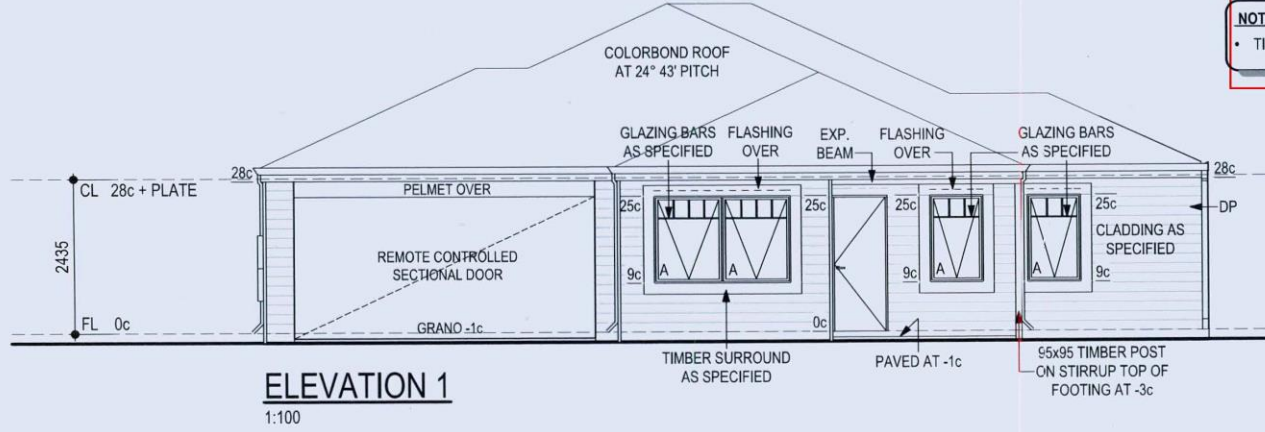 NOT
• TI
COLORBOND ROOF
AT 24° 43' PITCH
GLAZING BARS
AS SPECIFIED
FLASHING
OVER
EXP.
BEAM
FLASHING
OVER
GLAZING BARS
AS SPECIFIED
28c
28c
CL 28c + PLATE
PELMET OVER
25c
25c
25c
25c
DP
CLADDING AS
SPECIFIED
2435
REMOTE CONTROLLED
SECTIONAL DOOR
9c
A
A
9c
A
A
9c
FL 0c
GRANO -1c
0c
TIMBER SURROUND
AS SPECIFIED
PAVED AT -1c
95x95 TIMBER POST
ON STIRRUP TOP OF
FOOTING AT -3c
ELEVATION 1
1:100